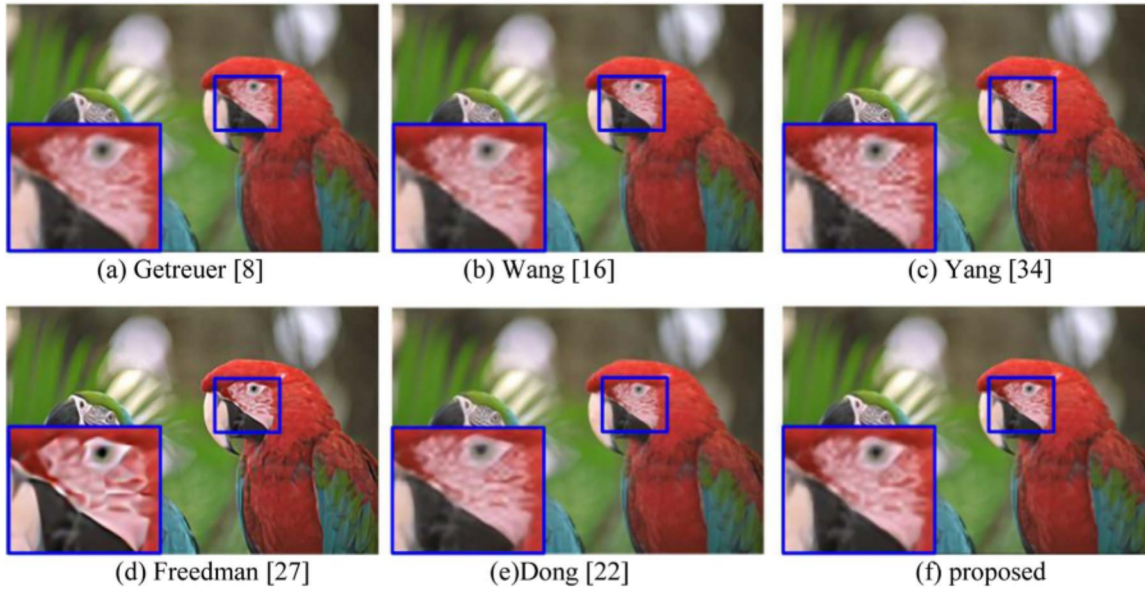 (a) Getreuer [8]
(b) Wang [16]
(c) Yang [34]
(d) Freedman [27]
(e)Dong [22]
(f) proposed